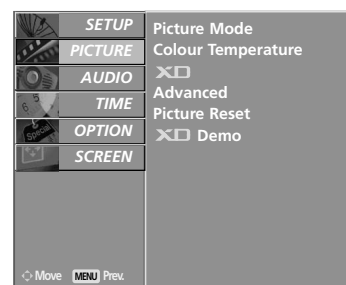 SETUP
PICTURE
AUDIO
TIME
OPTION
SCREEN
Picture Mode
Colour Temperature
XD
Advanced
Picture Reset
XD Demo
Move MENU Prev.
Special